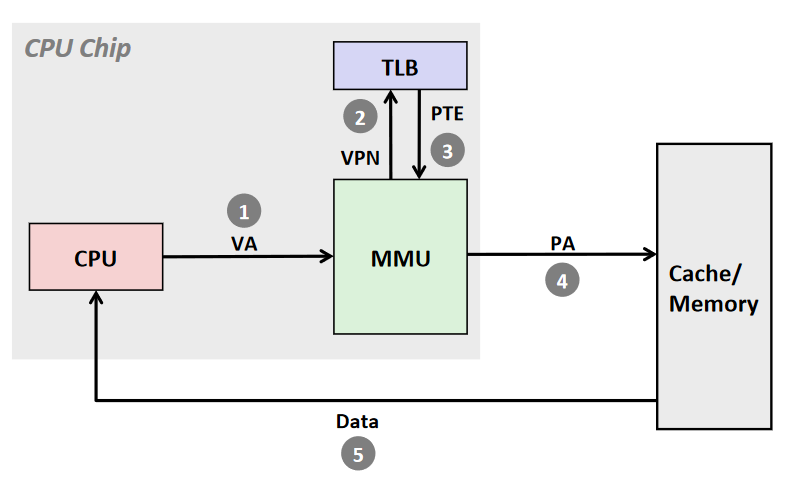 CPU Chip
TLB
2
PTE
VPN
3
1
VA
CPU
MMU
PA
4
Cache/
Memory
Data
5